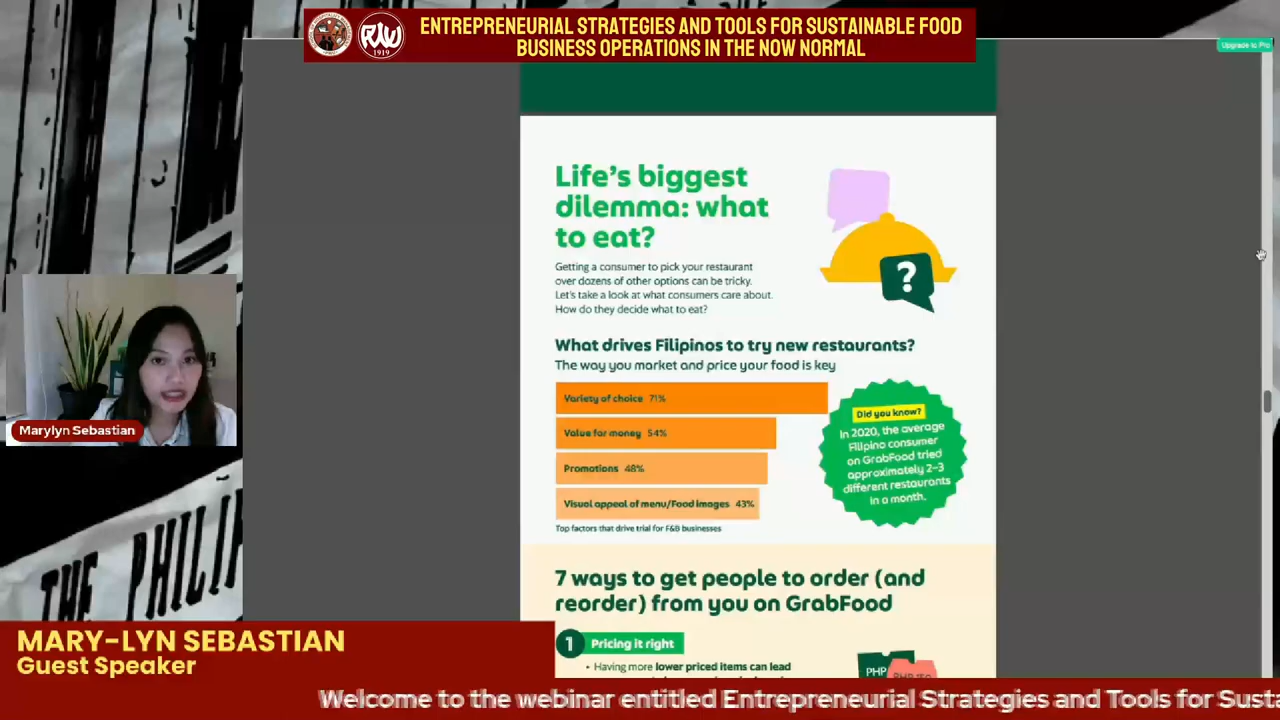 ENTREPRENEURIAL STRATEGIES AND TOOLS FOR SUSTAINABLE FOOD
BUSINESS OPERATIONS IN THE NOW NORMAL
1919
Upgrade to Pro
Life's biggest
dilemma: what
to eat?
Getting a consumer to pick your restaurant
over dozens of other options can be tricky.
Let's take a look at what consumers care about.
How do they decide what to eat?
?
What drives Filipinos to try new restaurants?
The way you market and price your food is key
Variety of choice 71%
Value for money 54%
Promotions 48%
Visual appeal of menu/Food images 43%
Top factors that drive trial for F&B businesses
Did you know?
In 2020, the average
Filipino consumer
on GrabFood tried
approximately 2-3
different restaurants
in a month.
7 ways to get people to order (and
reorder) from you on GrabFood
1 Pricing it right
• Having more lower priced items can lead
PHP
Marylyn Sebastian
THE PHILI
MARY-LYN SEBASTIAN
Guest Speaker
Welcome to the webinar entitled Entrepreneurial Strategies and Tools for Susta